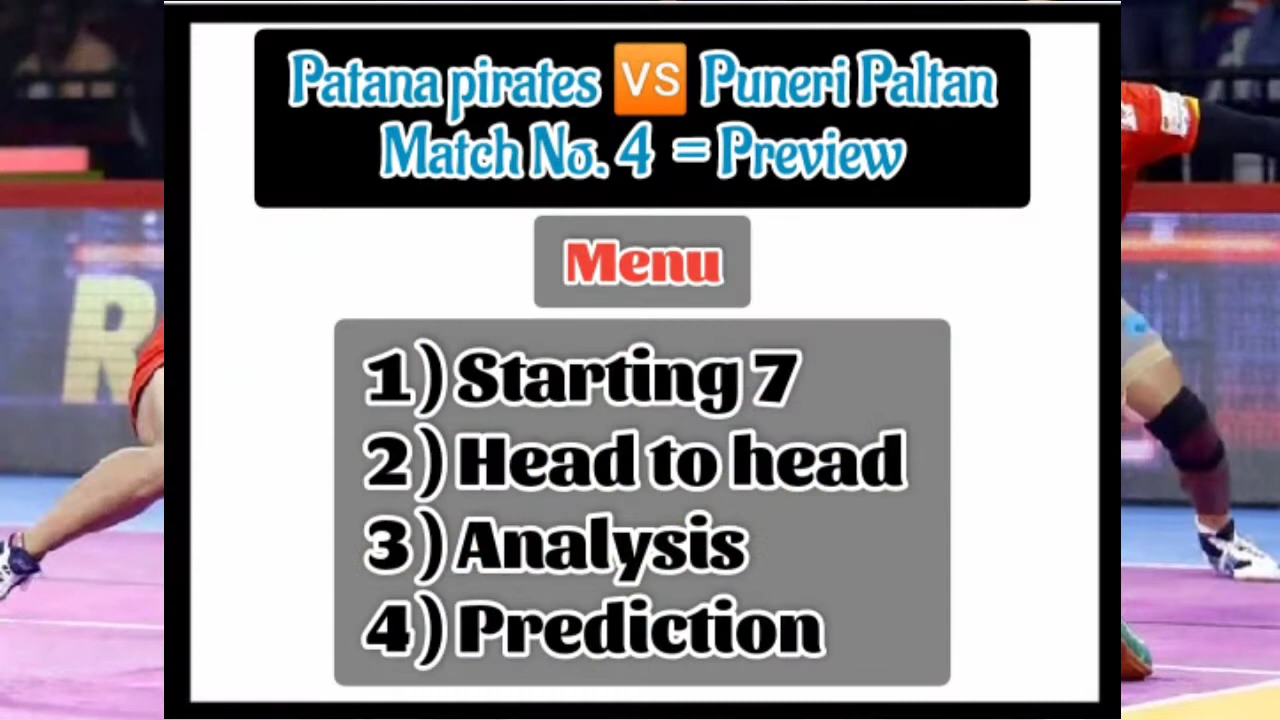 Patana pirates 🆚 Puneri Paltan
Match No. 4 = Preview
Menu
1) Starting 7
2) Head to head
3) Analysis
4) Prediction
R